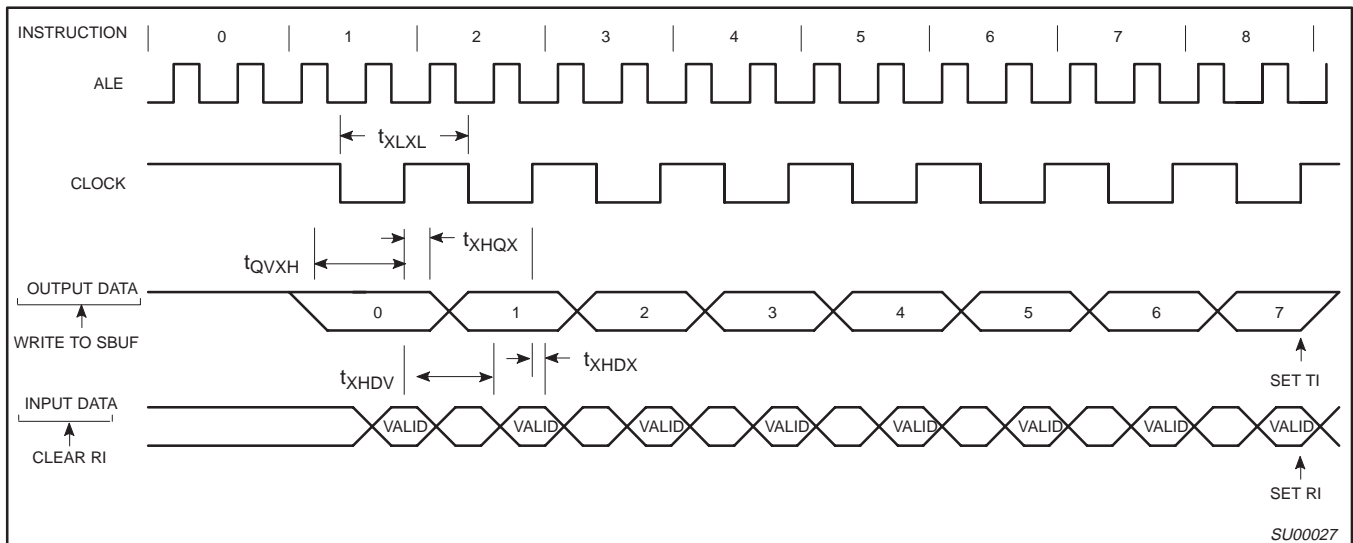 INSTRUCTION 0 1 2 3 4 5 6 7 8
ALE
tXLXL
CLOCK
tXHQX
tQVXH
OUTPUT DATA
0 1 2 3 4 5 6 7
WRITE TO SBUF
tXHDX
tXHDV
SET TI
INPUT DATA
VALID VALID VALID VALID VALID VALID VALID VALID
CLEAR RI
SET RI
SU00027